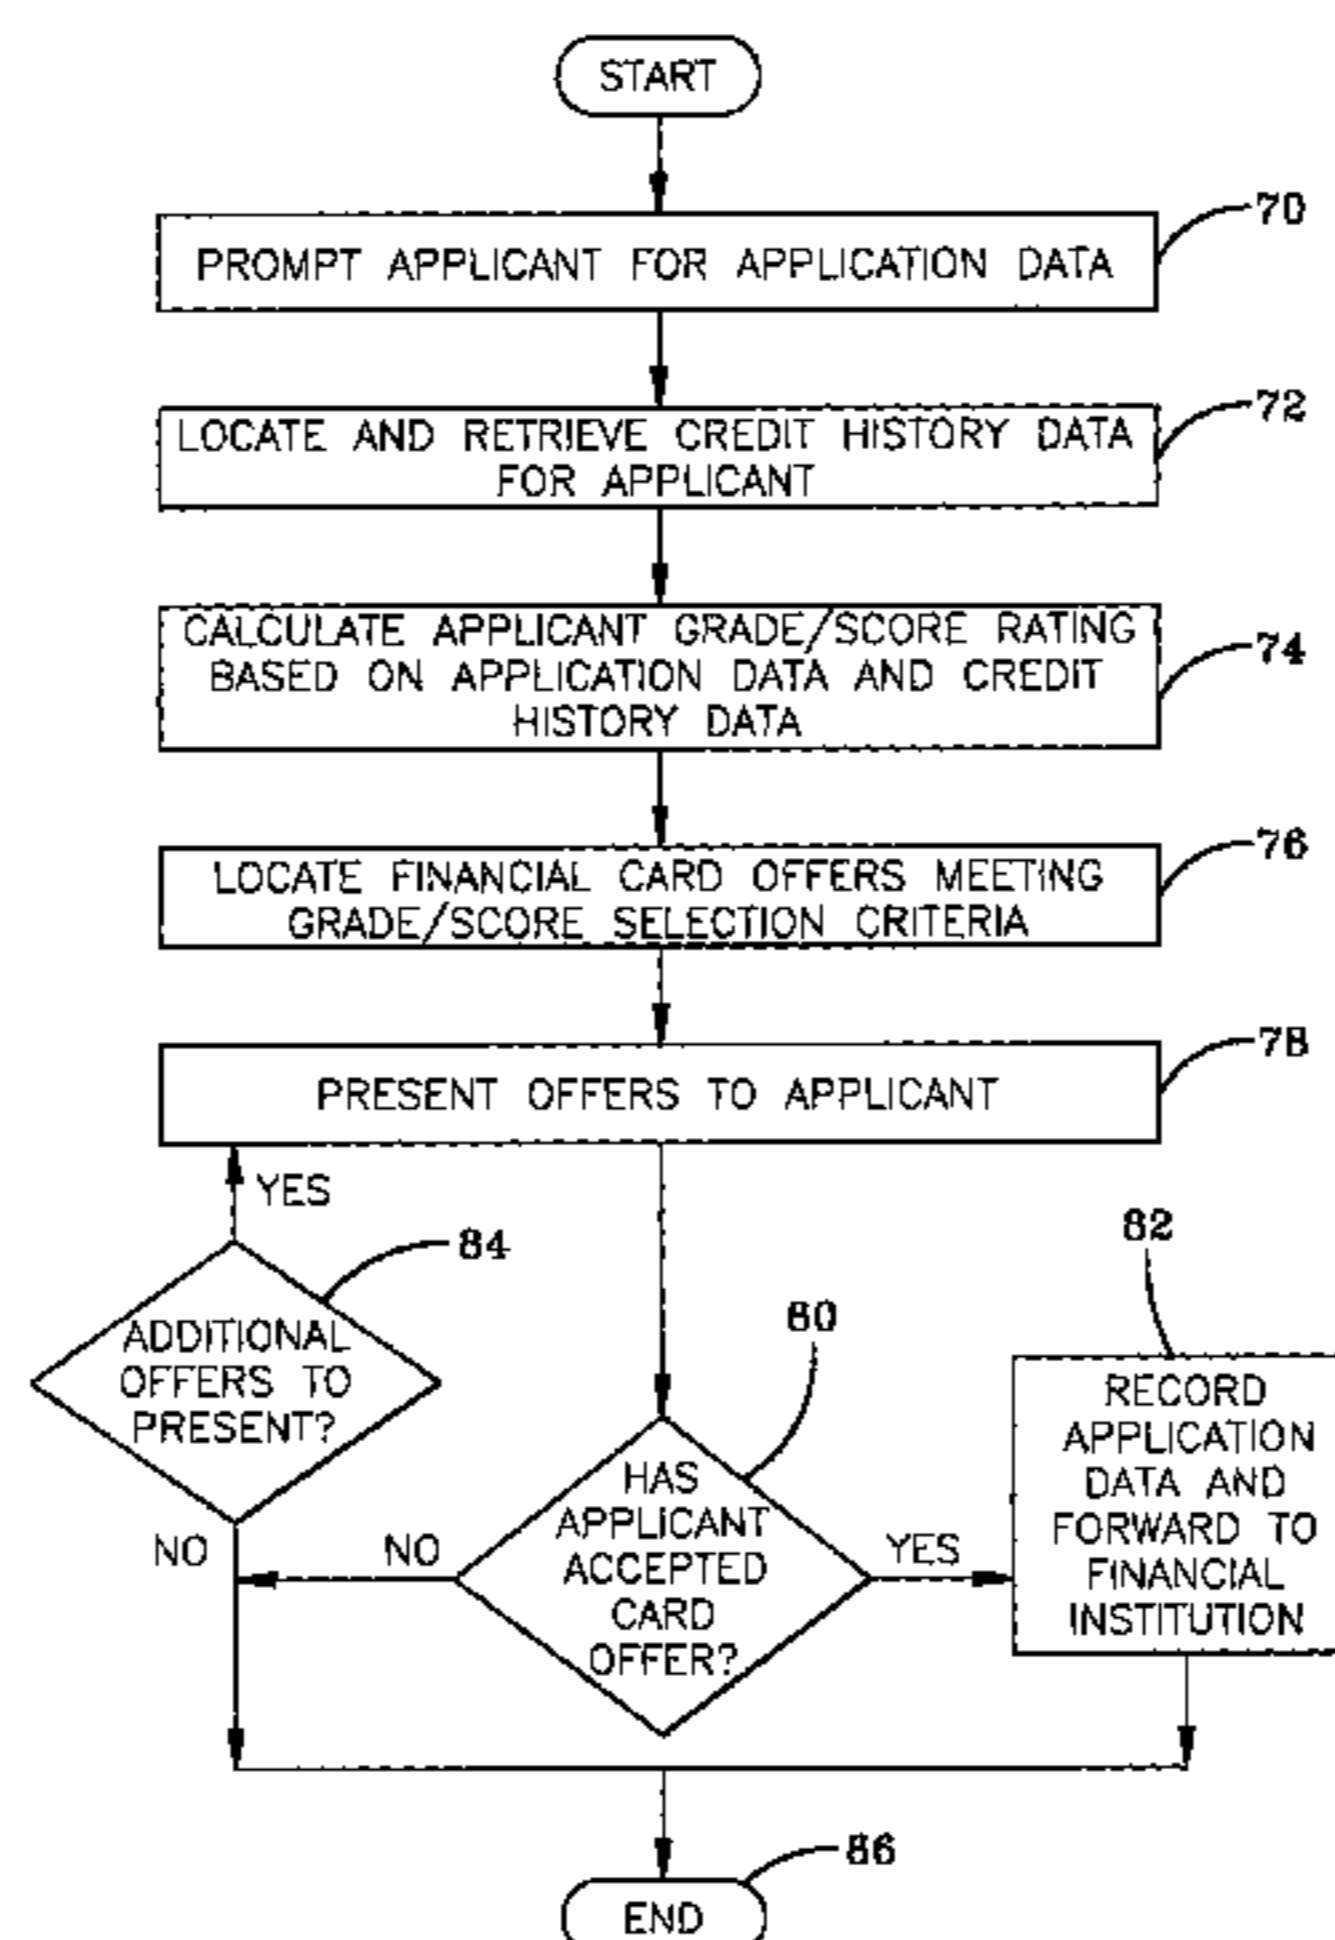 START
70
PROMPT APPLICANT FOR APPLICATION DATA
72
LOCATE AND RETRIEVE CREDIT HISTORY DATA
FOR APPLICANT
CALCULATE APPLICANT GRADE/SCORE RATING
BASED ON APPLICATION DATA AND CREDIT
HISTORY DATA
74
76
LOCATE FINANCIAL CARD OFFERS MEETING
GRADE/SCORE SELECTION CRITERIA
78
PRESENT OFFERS TO APPLICANT
YES
84
ADDITIONAL
OFFERS TO
PRESENT?
NO
80
HAS
APPLICANT
ACCEPTED
CARD
OFFER?
NO
YES
82
RECORD
APPLICATION
DATA AND
FORWARD TO
FINANCIAL
INSTITUTION
86
END